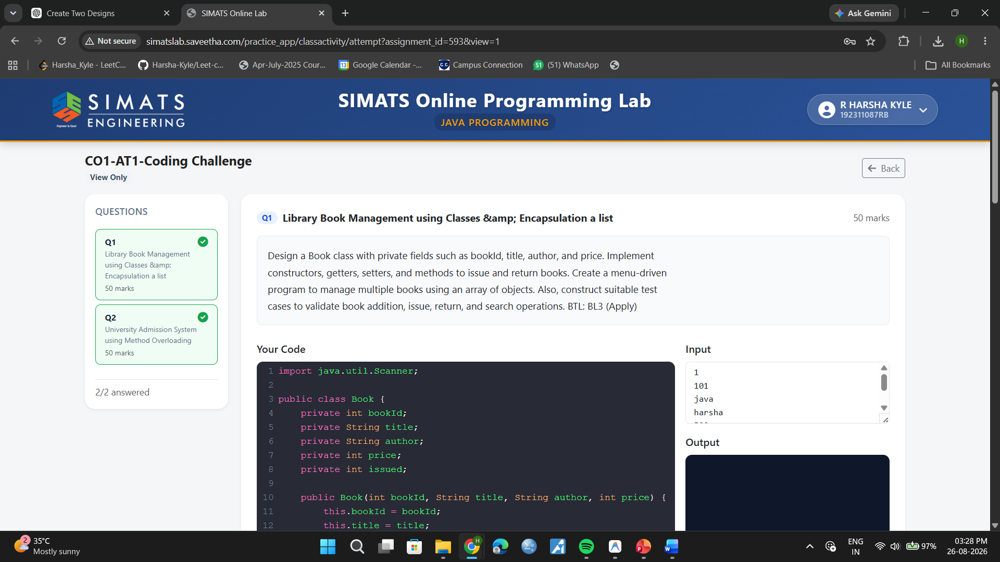 Create Two Designs
SIMATS Online Lab
Ask Gemini
Not secure
simatslab.saveetha.com/practice_app/classactivity/attempt?assignment_id=593&view=1
H
Harsha_Kyle - LeetC...
Harsha-Kyle/Leet-c...
Apr-July-2025 Cour...
13
Google Calendar -...
CC
Campus Connection
51
(51) WhatsApp
All Bookmarks
SIMATS
ENGINEERING
Engineer to Excel
SIMATS Online Programming Lab
JAVA PROGRAMMING
R HARSHA KYLE
192311087RB
CO1-AT1-Coding Challenge
View Only
Back
QUESTIONS
Q1
Library Book Management
using Classes &amp;
Encapsulation a list
50 marks
Q2
University Admission System
using Method Overloading
50 marks
2/2 answered
Q1 Library Book Management using Classes &amp; Encapsulation a list
50 marks
Design a Book class with private fields such as bookId, title, author, and price. Implement
constructors, getters, setters, and methods to issue and return books. Create a menu-driven
program to manage multiple books using an array of objects. Also, construct suitable test
cases to validate book addition, issue, return, and search operations. BTL: BL3 (Apply)
Your Code
1 import java.util.Scanner;
2
3 public class Book {
4     private int bookId;
5     private String title;
6     private String author;
7     private int price;
8     private int issued;
9
10     public Book(int bookId, String title, String author, int price) {
11         this.bookId = bookId;
12         this.title = title;
Input
1
101
java
harsha
Output
2
35°C
Mostly sunny
H
ENG
IN
97%
03:28 PM
26-08-2026